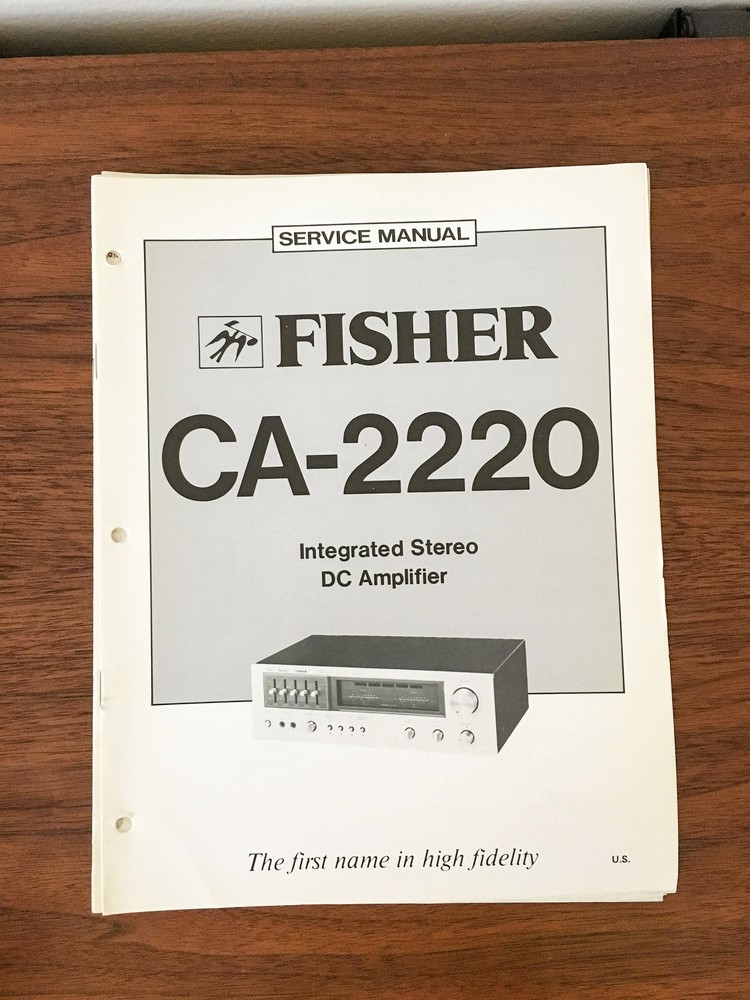 SERVICE MANUAL
FISHER
CA-2220
Integrated Stereo
DC Amplifier
The first name in high fidelity
U.S.